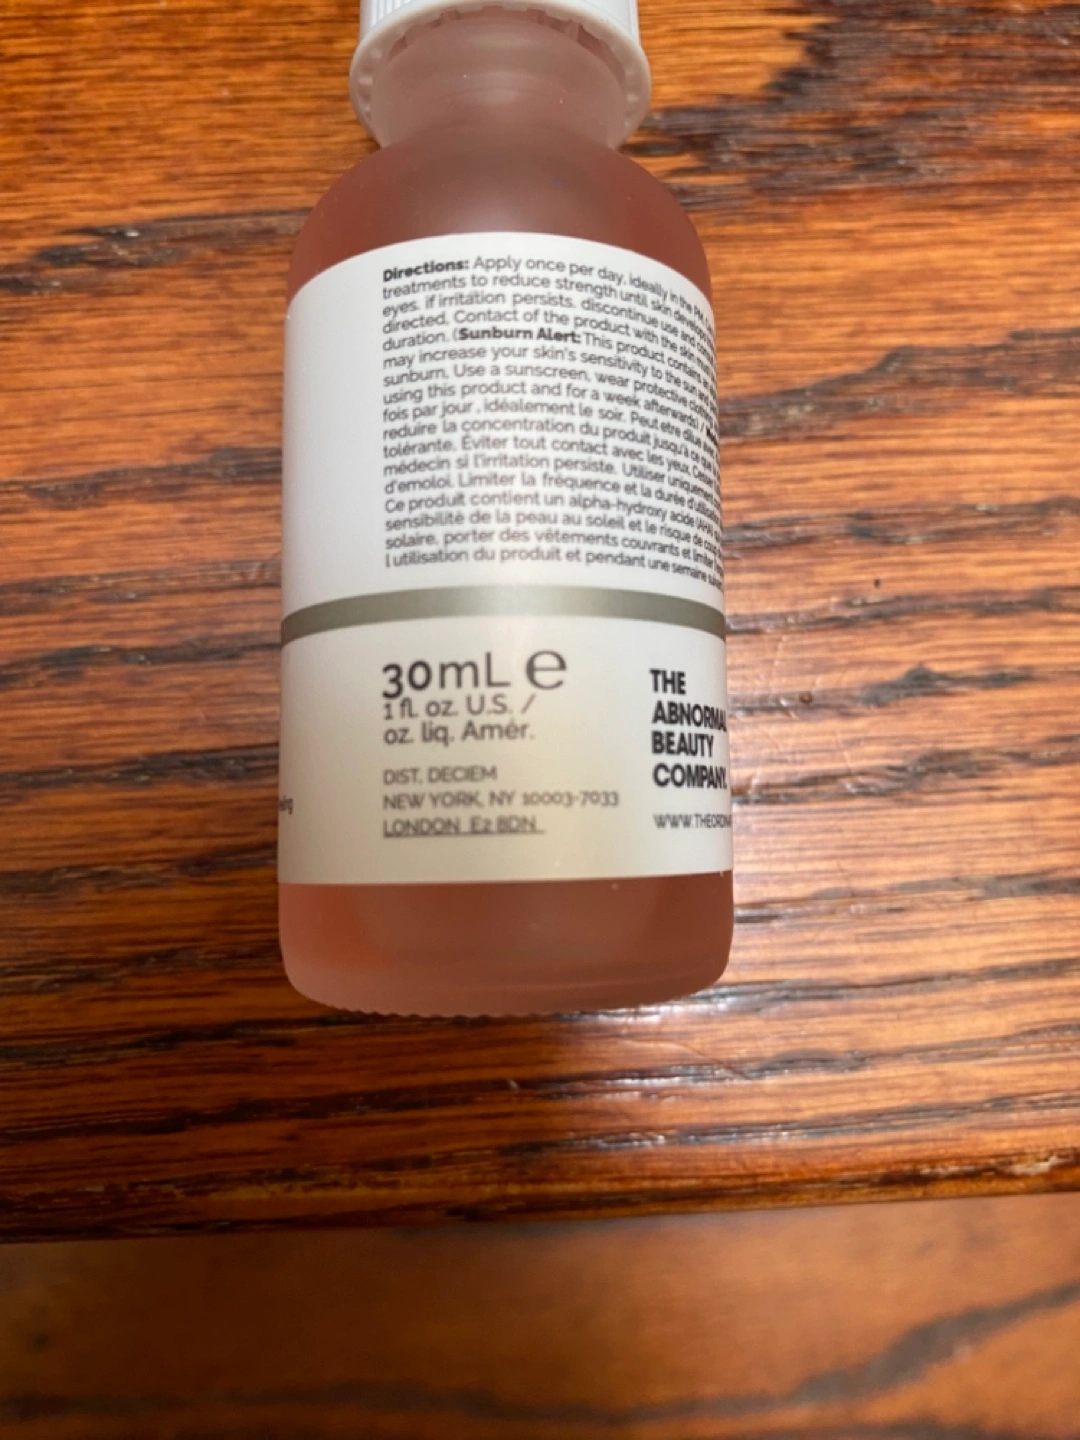 Directions: Apply once per day, ideally in the PM.
treatments to reduce strength until skin
eyes. if irritation persists, discontinue use and
directed. Contact of the product with the skin
duration. (Sunburn Alert: This product contains an
may increase your skin's sensitivity to the sun and
sunburn. Use a sunscreen, wear protective
using this product and for a week afterwards) /
fois par jour , idéalement le soir. Peut etre dilué
reduire la concentration du produit jusqu'à ce que
tolérante. Éviter tout contact avec les yeux. Cesser
médecin si l'irritation persiste. Utiliser uniquement
d'emploi. Limiter la fréquence et la durée d'utilisation
Ce produit contient un alpha-hydroxy acide (AHA)
sensibilité de la peau au soleil et le risque de coup
solaire, porter des vêtements couvrants et limiter
l utilisation du produit et pendant une semaine
30mL e
1 fl. oz. U.S. /
oz. liq. Amér.
DIST. DECIEM
NEW YORK, NY 10003-7033
LONDON E2 8DN
THE
ABNORMAL
BEAUTY
COMPANY.
WWW.THEORDI